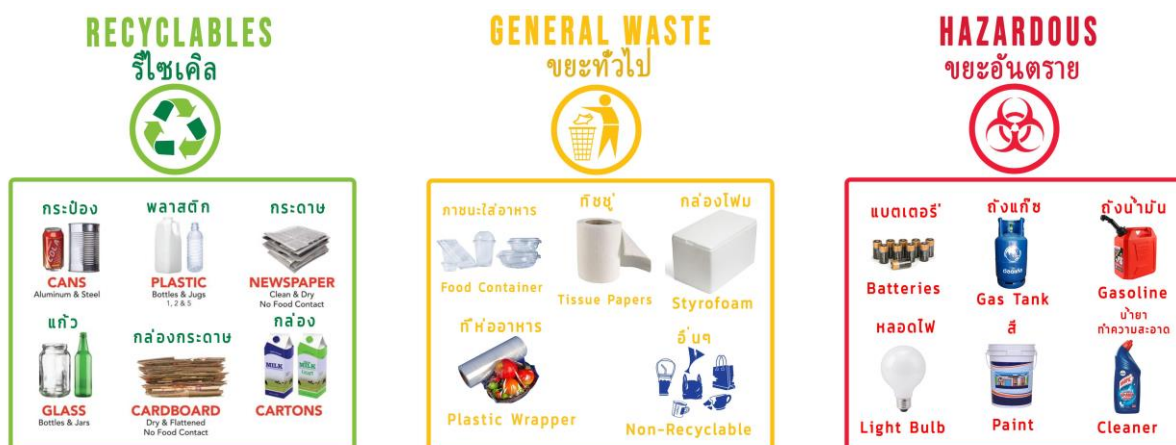 RECYCLABLES
รีไซเคิล
กระป๋อง
CANS
Aluminum & Steel
พลาสติก
PLASTIC
Bottles & Jugs
1, 2 & 5
กระดาษ
NEWSPAPER
Clean & Dry
No Food Contact
แก้ว
GLASS
Bottles & Jars
กล่องกระดาษ
CARDBOARD
Dry & Flattened
No Food Contact
กล่อง
MILK
MILK
CARTONS
GENERAL WASTE
ขยะทั่วไป
ภาชนะใส่อาหาร
Food Container
ทิชชู่
Tissue Papers
กล่องโฟม
Styrofoam
ที่ห่ออาหาร
Plastic Wrapper
อื่นๆ
Non-Recyclable
HAZARDOUS
ขยะอันตราย
แบตเตอรี่
Batteries
ถังแก๊ซ
Gas Tank
ถังน้ำมัน
Gasoline
หลอดไฟ
Light Bulb
สี
Paint
น้ำยา
ทำความสะอาด
Cleaner